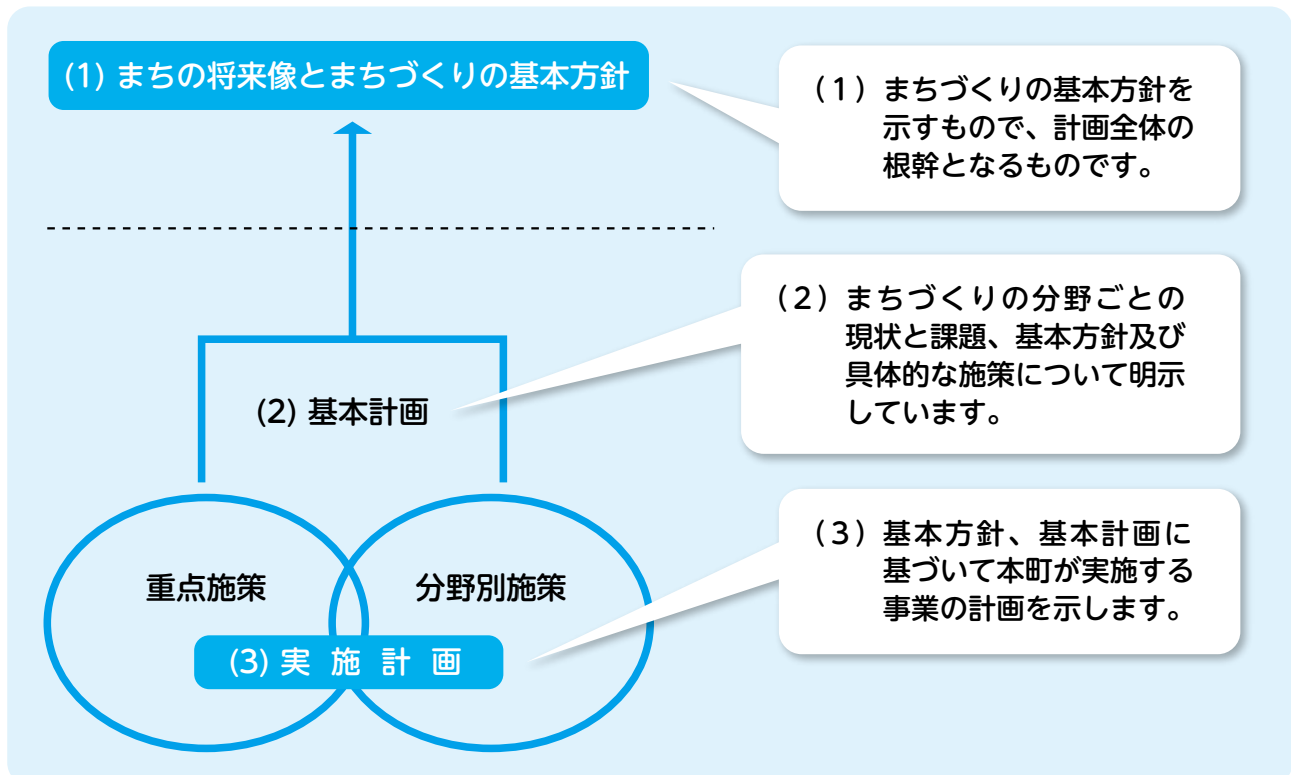 (1) まちの将来像とまちづくりの基本方針
（1）まちづくりの基本方針を
示すもので、計画全体の
根幹となるものです。
（2）まちづくりの分野ごとの
現状と課題、基本方針及び
具体的な施策について明示
しています。
(2) 基本計画
（3）基本方針、基本計画に
基づいて本町が実施する
事業の計画を示します。
重点施策
分野別施策
(3) 実 施 計 画